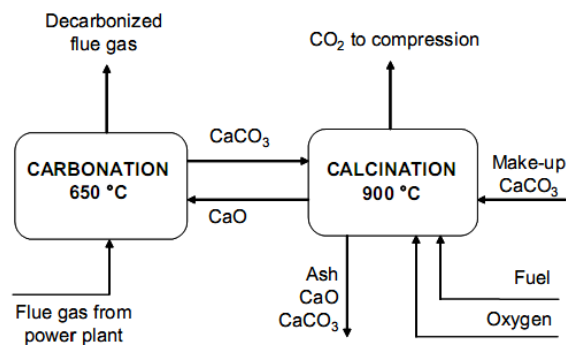 Decarbonized
flue gas
CO₂ to compression
CaCO₃
CARBONATION
650 °C
CALCINATION
900 °C
Make-up
CaCO₃
CaO
Ash
CaO
CaCO₃
Fuel
Oxygen
Flue gas from
power plant